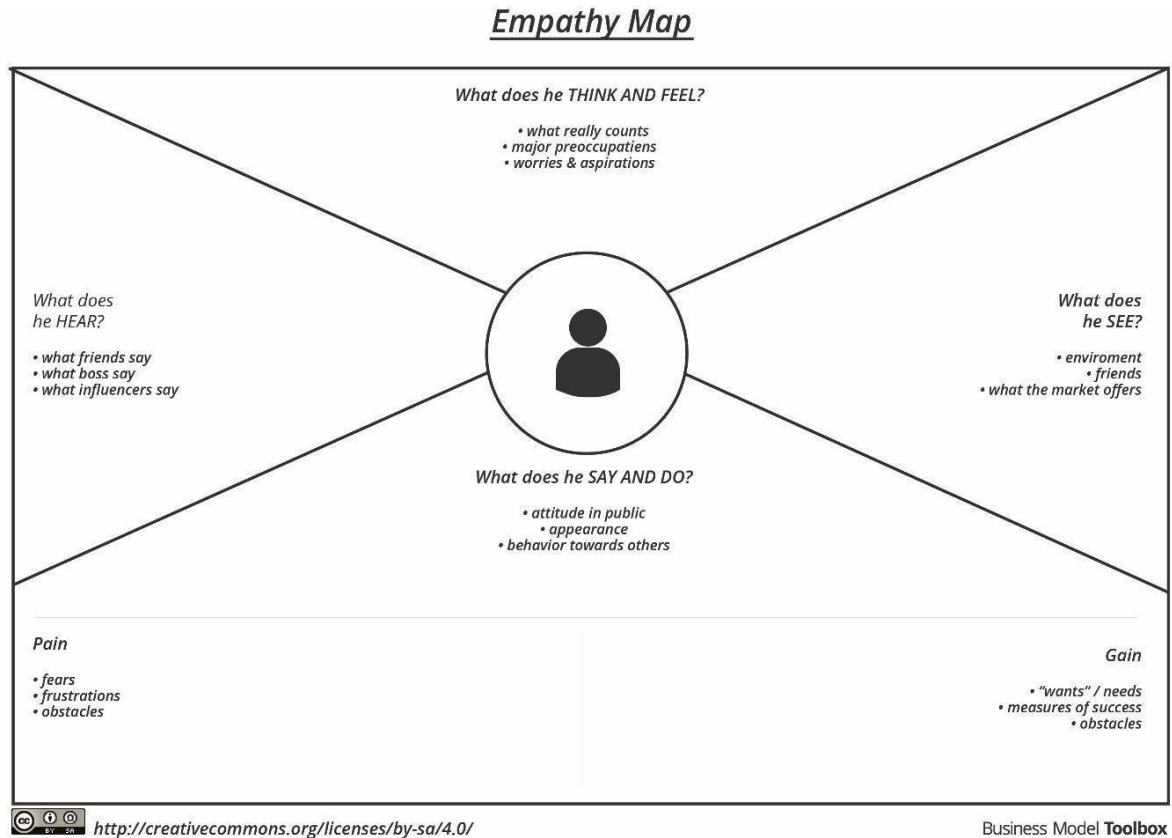 Empathy Map
What does he THINK AND FEEL?
• what really counts
• major preoccupatiens
• worries & aspirations
What does
he HEAR?
• what friends say
• what boss say
• what influencers say
What does
he SEE?
• enviroment
• friends
• what the market offers
What does he SAY AND DO?
• attitude in public
• appearance
• behavior towards others
Pain
• fears
• frustrations
• obstacles
Gain
• “wants” / needs
• measures of success
• obstacles
cc BY SA
http://creativecommons.org/licenses/by-sa/4.0/
Business Model Toolbox